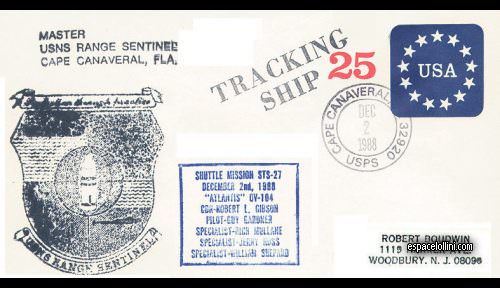 MASTER
USNS RANGE SENTINEL
CAPE CANAVERAL, FLA.
TRACKING
SHIP
25
USA
CAPE CANAVERAL 32920
DEC
2
1988
USPS
through
USNS RANGE SENTINEL
SHUTTLE MISSION STS-27
DECEMBER 2nd, 1988
"ATLANTIS" OV-104
CDR-ROBERT L. GIBSON
PILOT-GUY GARDNER
SPECIALIST-RICH MULLANE
SPECIALIST-JERRY ROSS
SPECIALIST-WILLIAM SHEPARD
ROBERT BOUDWIN
espacelollini.com
WOODBURY, N. J. 08096